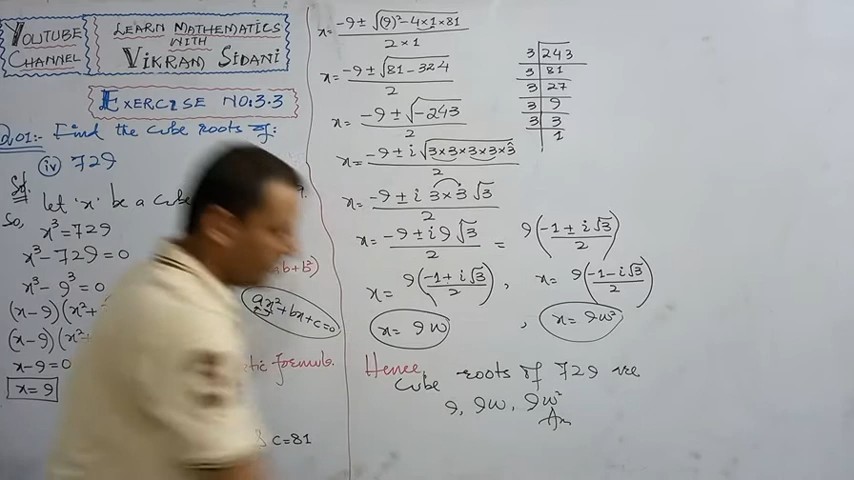 YOUTUBE
CHANNEL
LEARN MATHEMATICS
WITH
VIKRAM SIDANI
EXERCISE NO:3.3
Q.01:- Find the cube roots of:
(iv) 729
Sol:
let 'x' be a cube
So,
x³=729
x³-729=0
x³-9³=0
(x-9)(x²+
(x-9)(x²
x-9=0
x=9
ab+b²)
ax²+bx+c=0
etic formula.
& c=81
x= -9±√((9)²-4×1×81) / 2×1
x= -9±√(81-324) / 2
x= -9±√(-243) / 2
x= -9±i√(3×3×3×3×3) / 2
x= -9±i 3×3√3 / 2
x= -9±i9√3 / 2 = 9(-1±i√3 / 2)
x= 9(-1+i√3 / 2), x= 9(-1-i√3 / 2)
x=9ω , x=9ω²
Hence
Cube roots of 729 are
9, 9ω, 9ω²
Ans
3 243
3 81
3 27
3 9
3 3
1